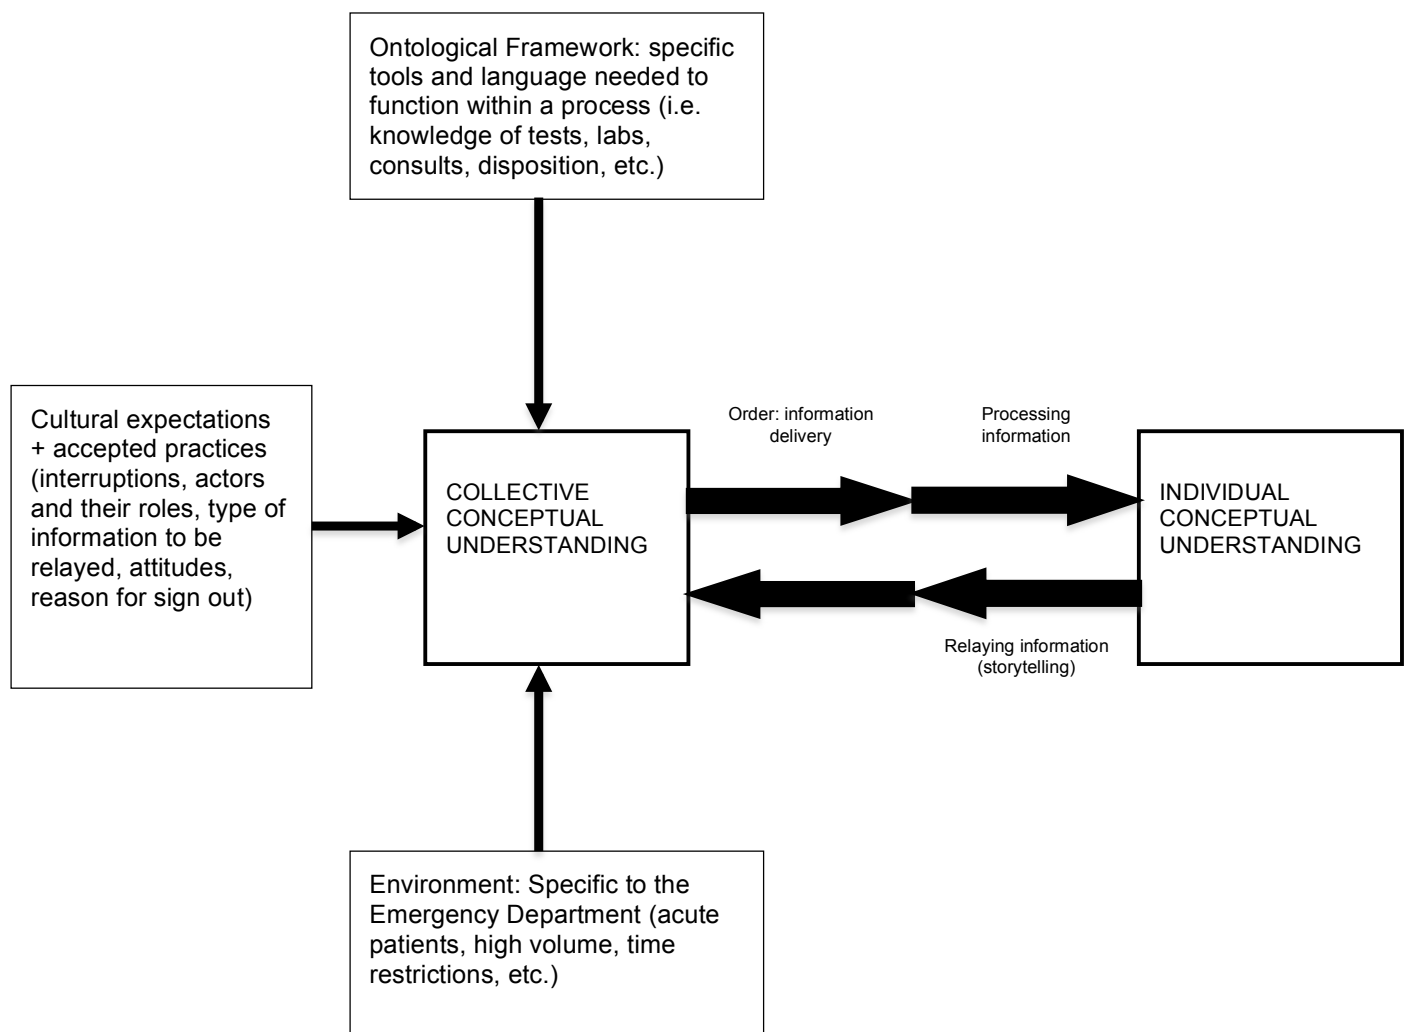 Ontological Framework: specific
tools and language needed to
function within a process (i.e.
knowledge of tests, labs,
consults, disposition, etc.)
Cultural expectations
+ accepted practices
(interruptions, actors
and their roles, type of
information to be
relayed, attitudes,
reason for sign out)
COLLECTIVE
CONCEPTUAL
UNDERSTANDING
Order: information
delivery
Processing
information
INDIVIDUAL
CONCEPTUAL
UNDERSTANDING
Relaying information
(storytelling)
Environment: Specific to the
Emergency Department (acute
patients, high volume, time
restrictions, etc.)